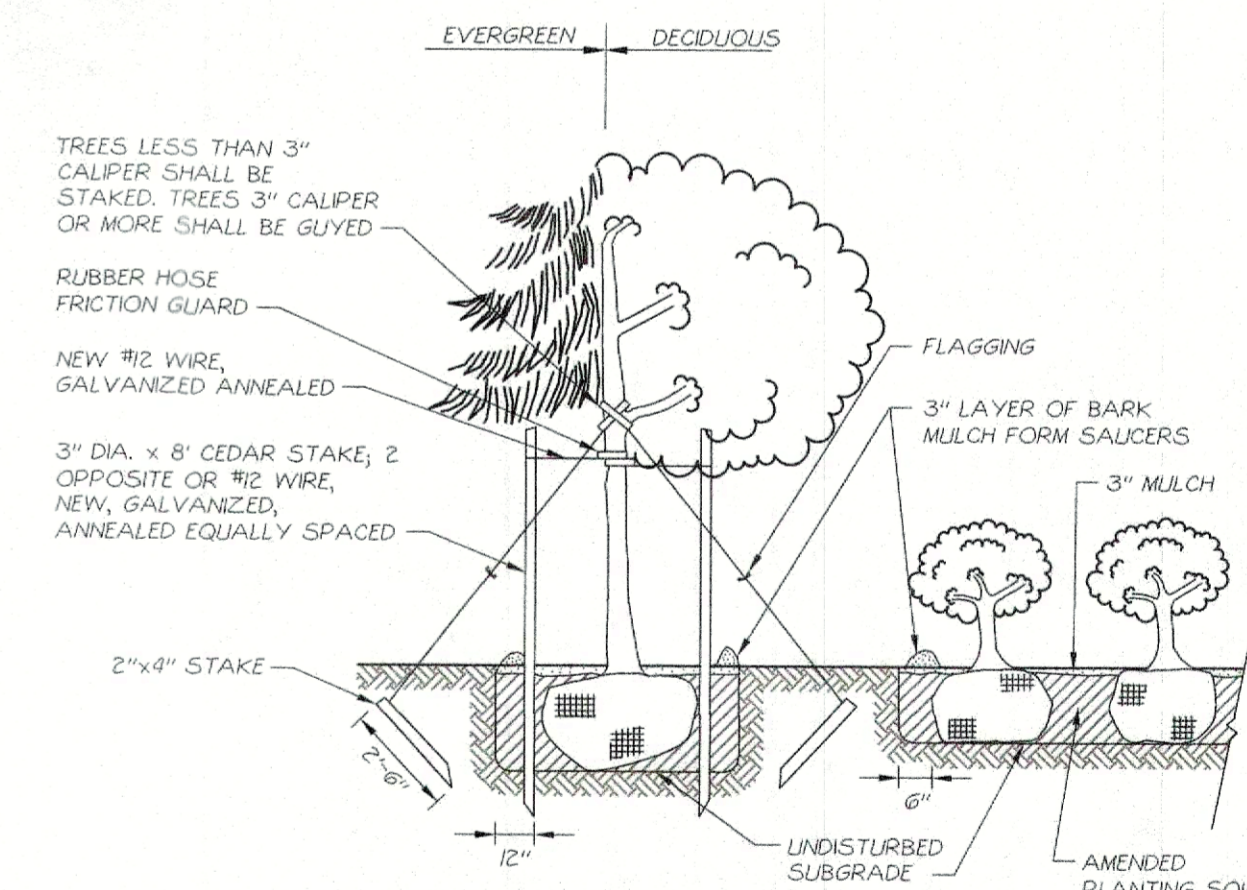 EVERGREEN
DECIDUOUS
TREES LESS THAN 3"
CALIPER SHALL BE
STAKED. TREES 3" CALIPER
OR MORE SHALL BE GUYED
RUBBER HOSE
FRICTION GUARD
NEW #12 WIRE,
GALVANIZED ANNEALED
3" DIA. x 8' CEDAR STAKE; 2
OPPOSITE OR #12 WIRE,
NEW, GALVANIZED,
ANNEALED EQUALLY SPACED
2"x4" STAKE
2'-6"
12"
FLAGGING
3" LAYER OF BARK
MULCH FORM SAUCERS
3" MULCH
6"
UNDISTURBED
SUBGRADE
AMENDED
PLANTING